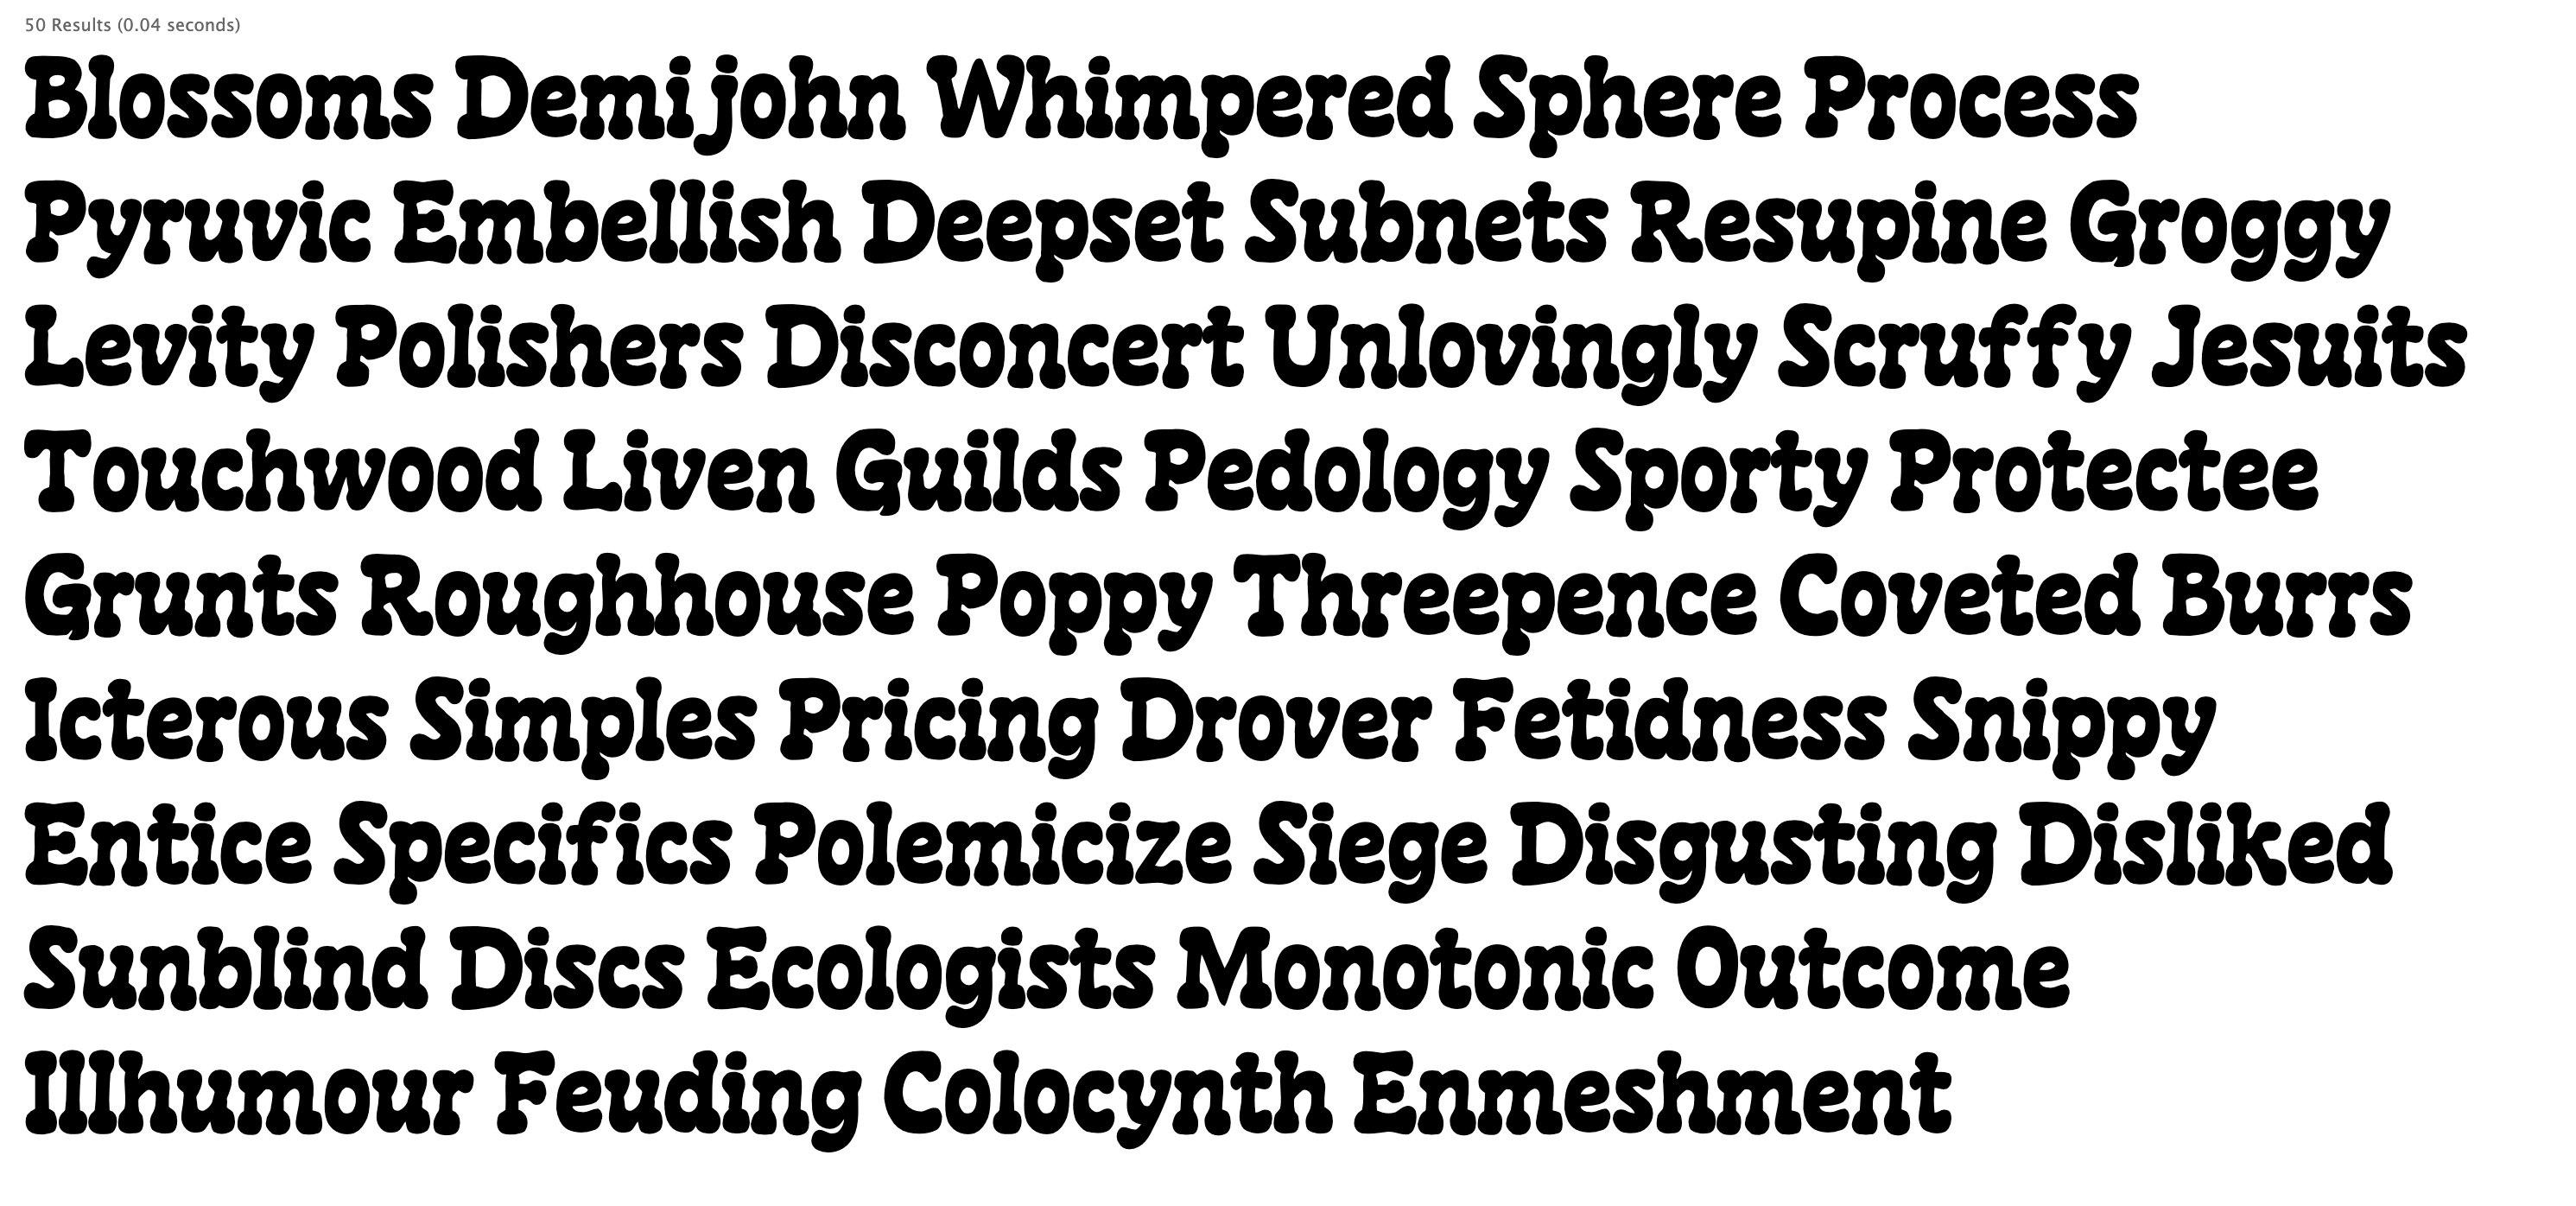 50 Results (0.04 seconds)
Blossoms Demijohn Whimpered Sphere Process
Pyruvic Embellish Deepset Subnets Resupine Groggy
Levity Polishers Disconcert Unlovingly Scruffy Jesuits
Touchwood Liven Guilds Pedology Sporty Protectee
Grunts Roughhouse Poppy Threepence Coveted Burrs
Icterous Simples Pricing Drover Fetidness Snippy
Entice Specifics Polemicize Siege Disgusting Disliked
Sunblind Discs Ecologists Monotonic Outcome
Illhumour Feuding Colocynth Enmeshment